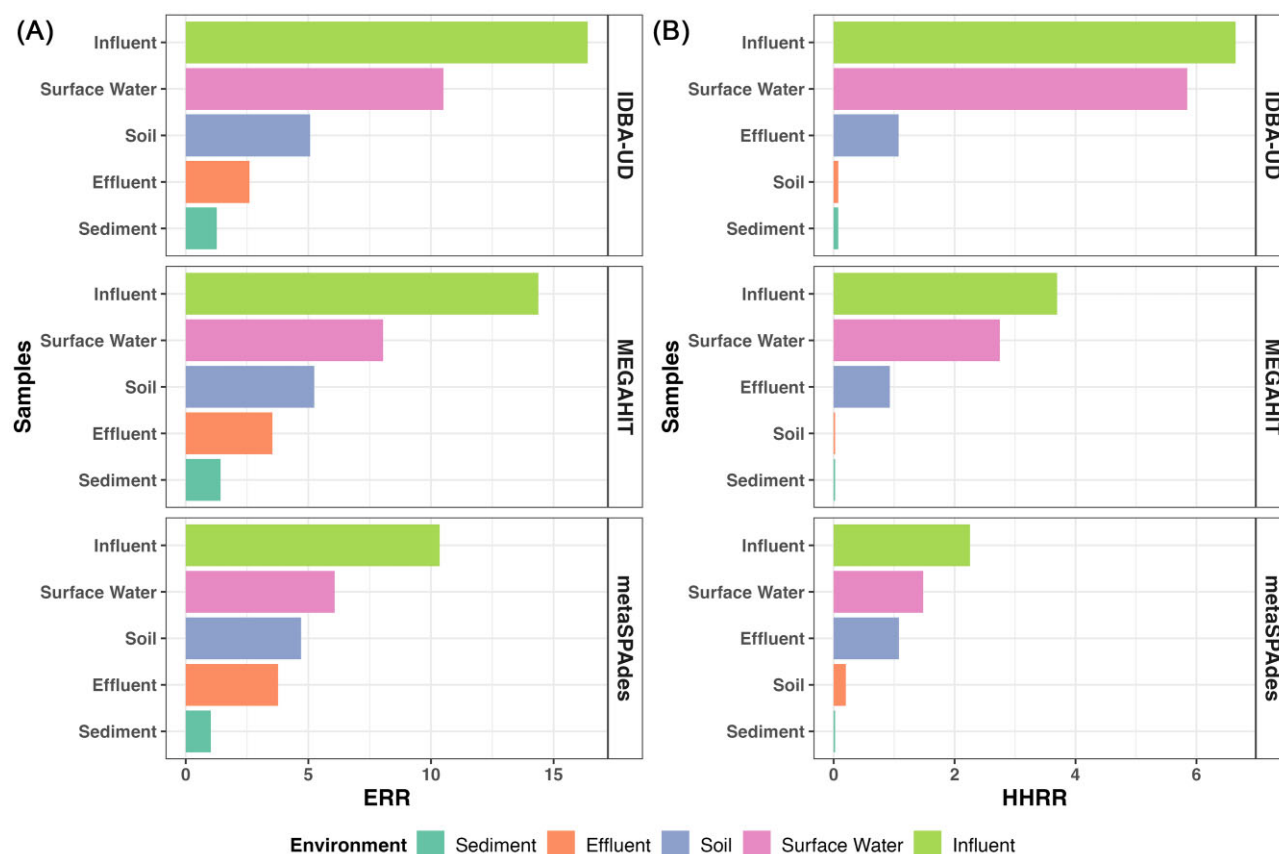 (A)
Influent
Surface Water
Soil
Effluent
Sediment
IDBA-UD
Influent
Surface Water
Soil
Effluent
Sediment
MEGAHIT
Influent
Surface Water
Soil
Effluent
Sediment
metaSPAdes
Samples
0 5 10 15
ERR
(B)
Influent
Surface Water
Effluent
Soil
Sediment
IDBA-UD
Influent
Surface Water
Effluent
Soil
Sediment
MEGAHIT
Influent
Surface Water
Effluent
Soil
Sediment
metaSPAdes
Samples
0 2 4 6
HHRR
Environment Sediment Effluent Soil Surface Water Influent